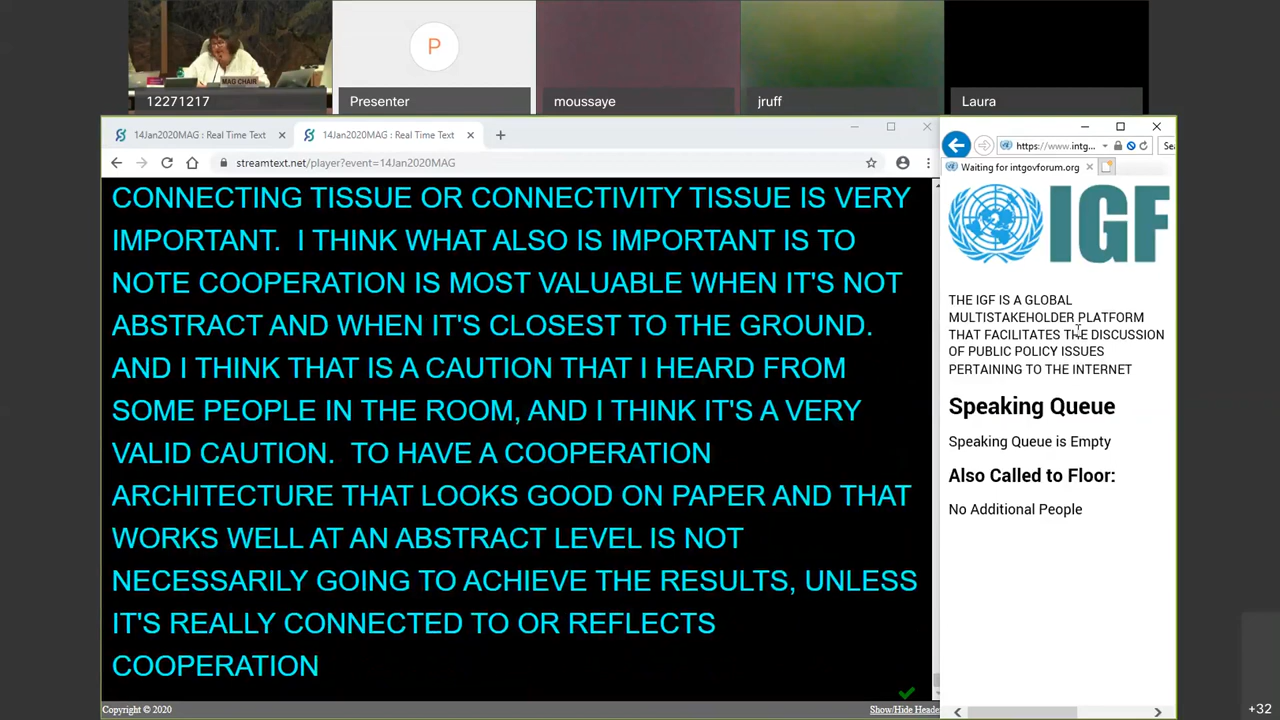 MAG CHAIR
12271217
P
Presenter
moussaye
jruff
Laura
14Jan2020MAG : Real Time Text
14Jan2020MAG : Real Time Text
streamtext.net/player?event=14Jan2020MAG
CONNECTING TISSUE OR CONNECTIVITY TISSUE IS VERY
IMPORTANT. I THINK WHAT ALSO IS IMPORTANT IS TO
NOTE COOPERATION IS MOST VALUABLE WHEN IT'S NOT
ABSTRACT AND WHEN IT'S CLOSEST TO THE GROUND.
AND I THINK THAT IS A CAUTION THAT I HEARD FROM
SOME PEOPLE IN THE ROOM, AND I THINK IT'S A VERY
VALID CAUTION. TO HAVE A COOPERATION
ARCHITECTURE THAT LOOKS GOOD ON PAPER AND THAT
WORKS WELL AT AN ABSTRACT LEVEL IS NOT
NECESSARILY GOING TO ACHIEVE THE RESULTS, UNLESS
IT'S REALLY CONNECTED TO OR REFLECTS
COOPERATION
Copyright © 2020
Show/Hide Heade
https://www.intg...
Sea
Waiting for intgovforum.org
IGF
THE IGF IS A GLOBAL
MULTISTAKEHOLDER PLATFORM
THAT FACILITATES THE DISCUSSION
OF PUBLIC POLICY ISSUES
PERTAINING TO THE INTERNET
Speaking Queue
Speaking Queue is Empty
Also Called to Floor:
No Additional People
+32